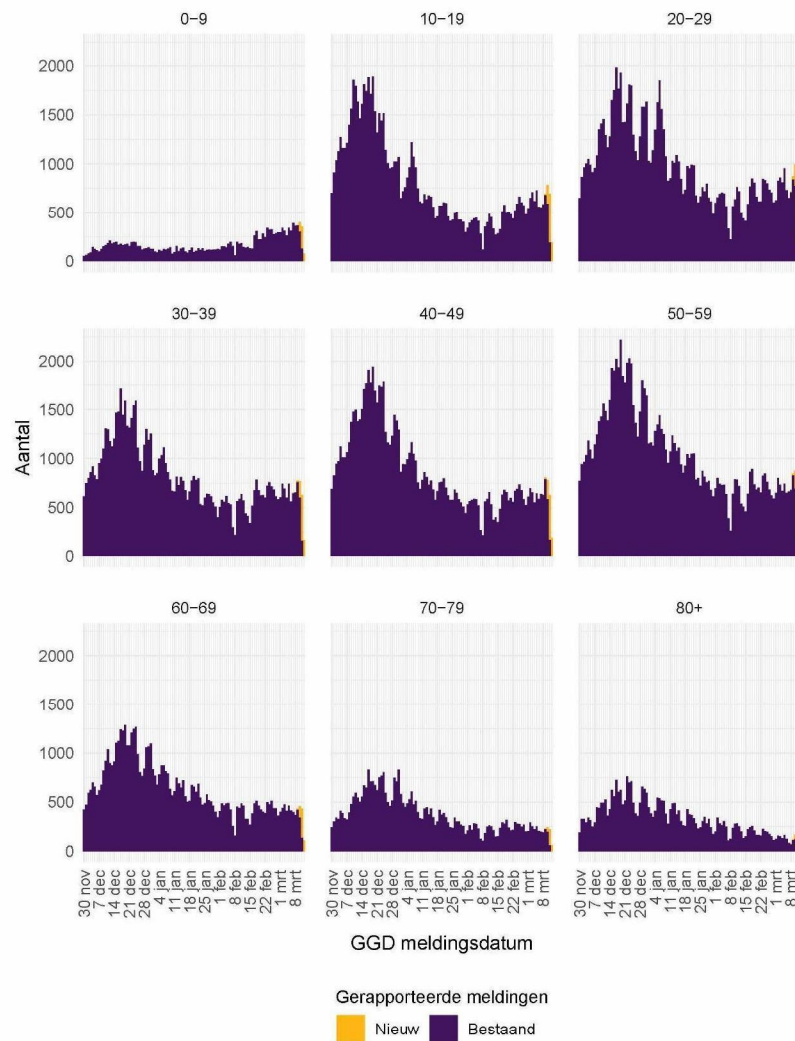 0−9
10−19
20−29
2000
1500
1000
500
0
30−39
40−49
50−59
2000
1500
1000
500
0
60−69
70−79
80+
2000
1500
1000
500
0
Aantal
30 nov
7 dec
14 dec
21 dec
28 dec
4 jan
11 jan
18 jan
25 jan
1 feb
8 feb
15 feb
22 feb
1 mrt
8 mrt
30 nov
7 dec
14 dec
21 dec
28 dec
4 jan
11 jan
18 jan
25 jan
1 feb
8 feb
15 feb
22 feb
1 mrt
8 mrt
30 nov
7 dec
14 dec
21 dec
28 dec
4 jan
11 jan
18 jan
25 jan
1 feb
8 feb
15 feb
22 feb
1 mrt
8 mrt
GGD meldingsdatum
Gerapporteerde meldingen
Nieuw
Bestaand